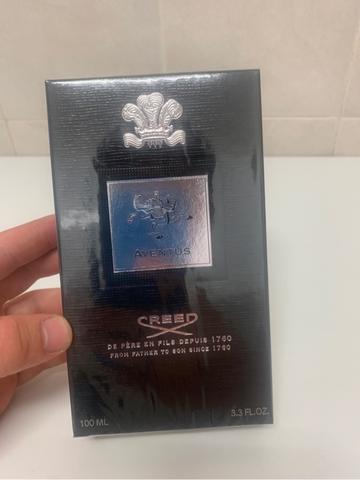 AVENTUS
CREED
DE PÈRE EN FILS DEPUIS 1760
FROM FATHER TO SON SINCE 1760
100 ML 3.3 FL.OZ.